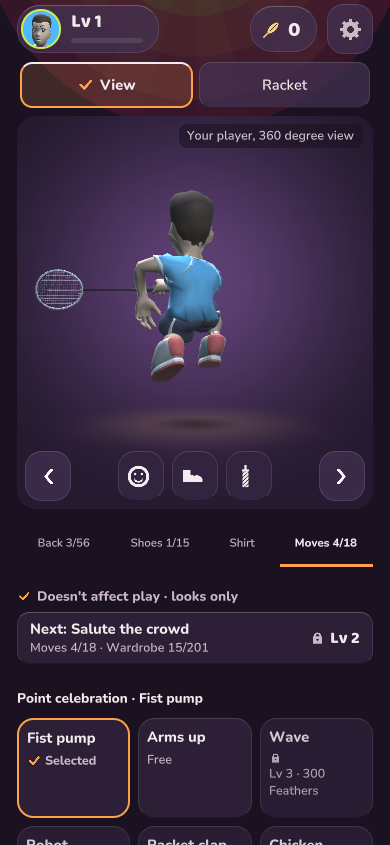 Lv 1
0
View
Racket
Your player, 360 degree view
Back 3/56
Shoes 1/15
Shirt
Moves 4/18
Doesn't affect play · looks only
Next: Salute the crowd
Moves 4/18 · Wardrobe 15/201
Lv 2
Point celebration · Fist pump
Fist pump
Selected
Arms up
Free
Wave
Lv 3 · 300
Feathers
Robot
Racket clap
Chicken